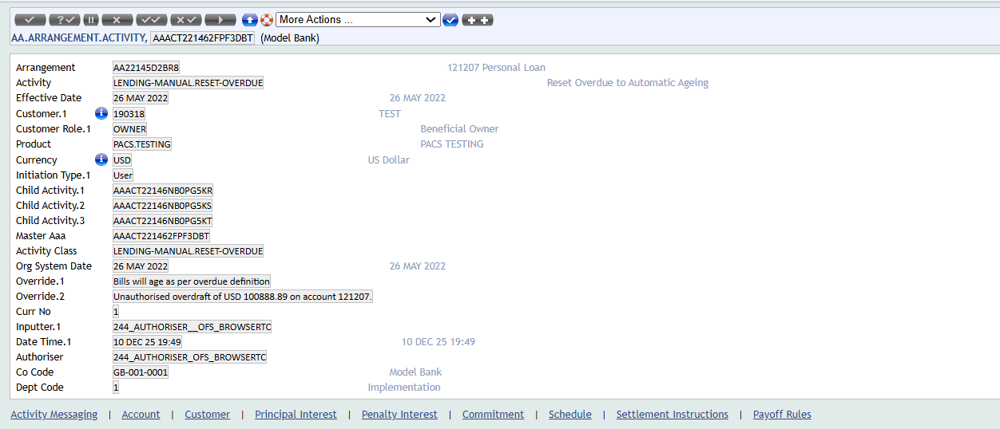 More Actions ...
AA.ARRANGEMENT.ACTIVITY, AAACT221462FPF3DBT (Model Bank)
Arrangement AA22145D2BR8 121207 Personal Loan
Activity LENDING-MANUAL.RESET-OVERDUE Reset Overdue to Automatic Ageing
Effective Date 26 MAY 2022 26 MAY 2022
Customer.1 190318 TEST
Customer Role.1 OWNER Beneficial Owner
Product PACS.TESTING PACS TESTING
Currency USD US Dollar
Initiation Type.1 User
Child Activity.1 AAACT22146NB0PG5KR
Child Activity.2 AAACT22146NB0PG5KS
Child Activity.3 AAACT22146NB0PG5KT
Master Aaa AAACT221462FPF3DBT
Activity Class LENDING-MANUAL.RESET-OVERDUE
Org System Date 26 MAY 2022 26 MAY 2022
Override.1 Bills will age as per overdue definition
Override.2 Unauthorised overdraft of USD 100888.89 on account 121207.
Curr No 1
Inputter.1 244_AUTHORISER__OFS_BROWSERTC
Date Time.1 10 DEC 25 19:49 10 DEC 25 19:49
Authoriser 244_AUTHORISER_OFS_BROWSERTC
Co Code GB-001-0001 Model Bank
Dept Code 1 Implementation
Activity Messaging | Account | Customer | Principal Interest | Penalty Interest | Commitment | Schedule | Settlement Instructions | Payoff Rules